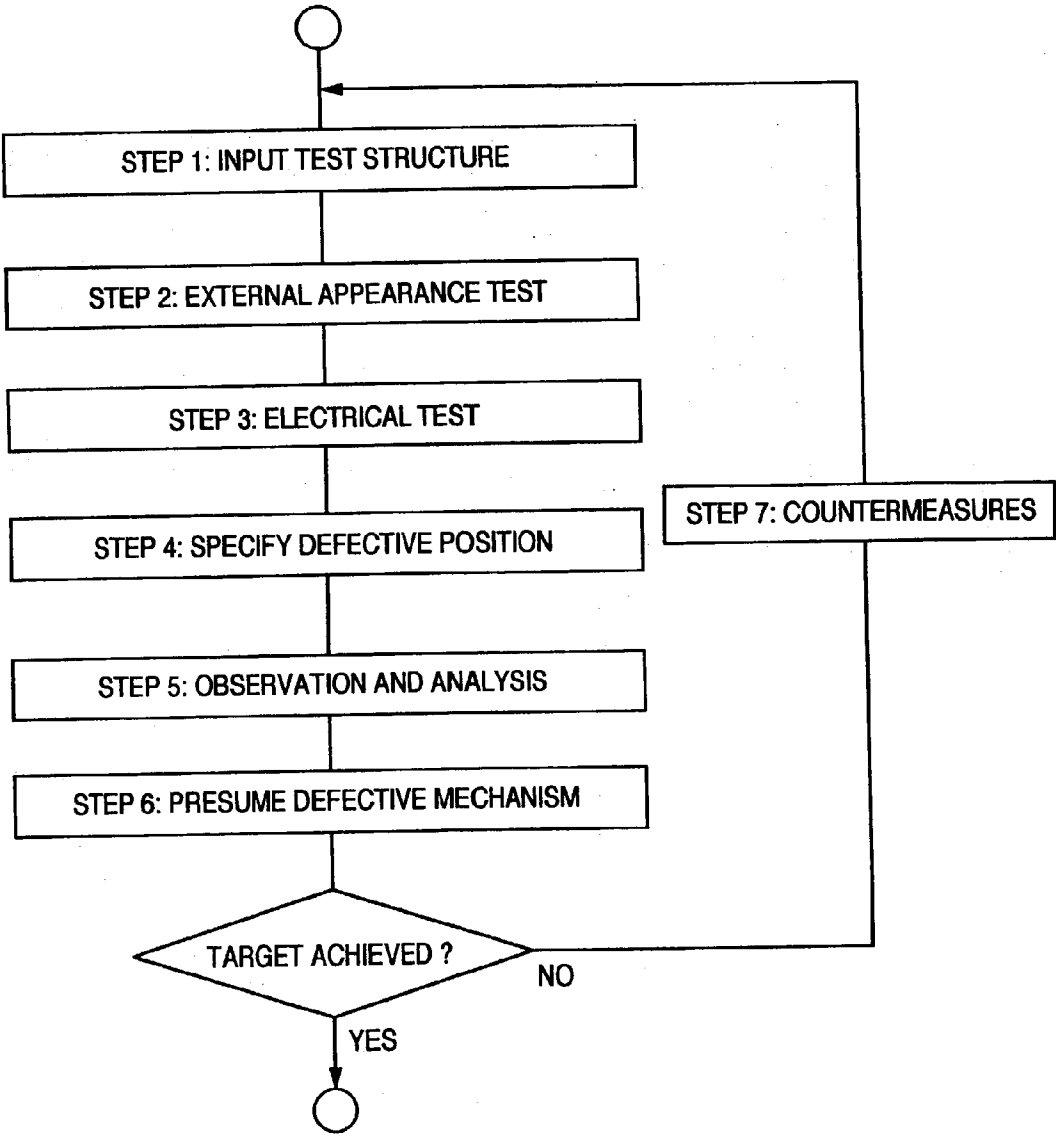 STEP 1: INPUT TEST STRUCTURE
STEP 2: EXTERNAL APPEARANCE TEST
STEP 3: ELECTRICAL TEST
STEP 4: SPECIFY DEFECTIVE POSITION
STEP 7: COUNTERMEASURES
STEP 5: OBSERVATION AND ANALYSIS
STEP 6: PRESUME DEFECTIVE MECHANISM
TARGET ACHIEVED ?
NO
YES